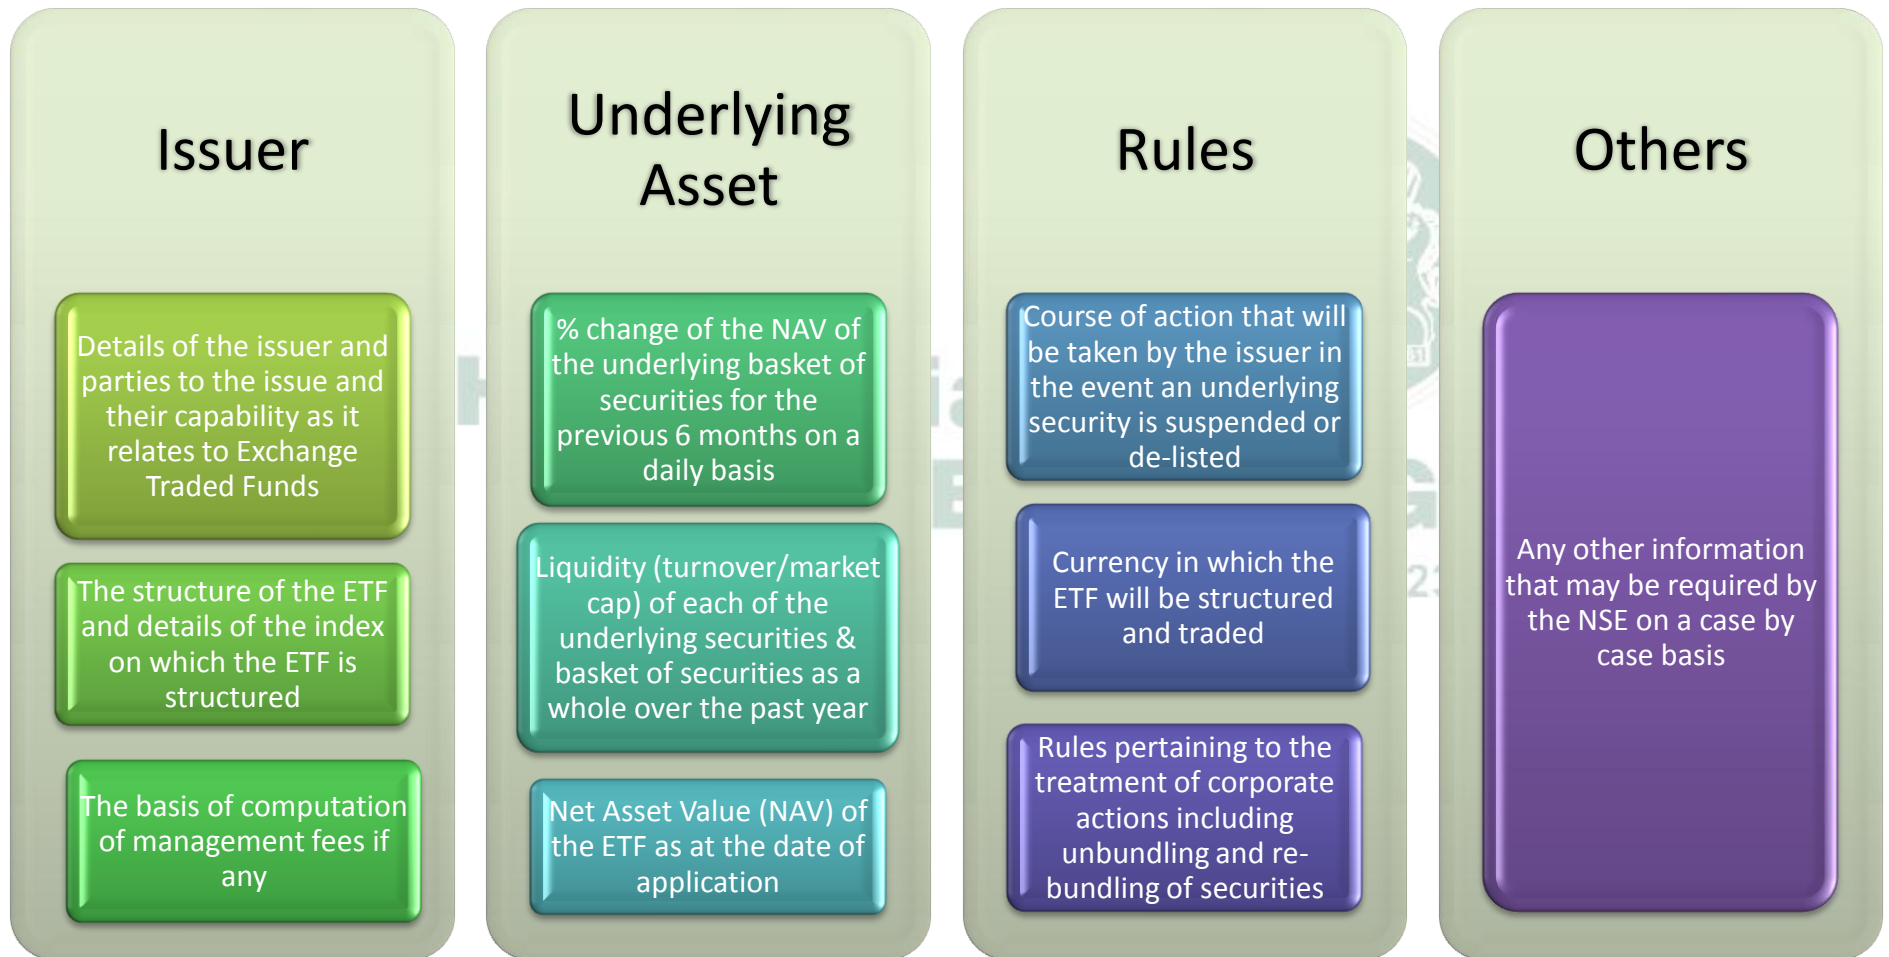 Issuer
Details of the issuer and
parties to the issue and
their capability as it
relates to Exchange
Traded Funds
The structure of the ETF
and details of the index
on which the ETF is
structured
The basis of computation
of management fees if
any
Underlying
Asset
% change of the NAV of
the underlying basket of
securities for the
previous 6 months on a
daily basis
Liquidity (turnover/market
cap) of each of the
underlying securities &
basket of securities as a
whole over the past year
Net Asset Value (NAV) of
the ETF as at the date of
application
Rules
Course of action that will
be taken by the issuer in
the event an underlying
security is suspended or
de-listed
Currency in which the
ETF will be structured
and traded
Rules pertaining to the
treatment of corporate
actions including
unbundling and re-
bundling of securities
Others
Any other information
that may be required by
the NSE on a case by
case basis